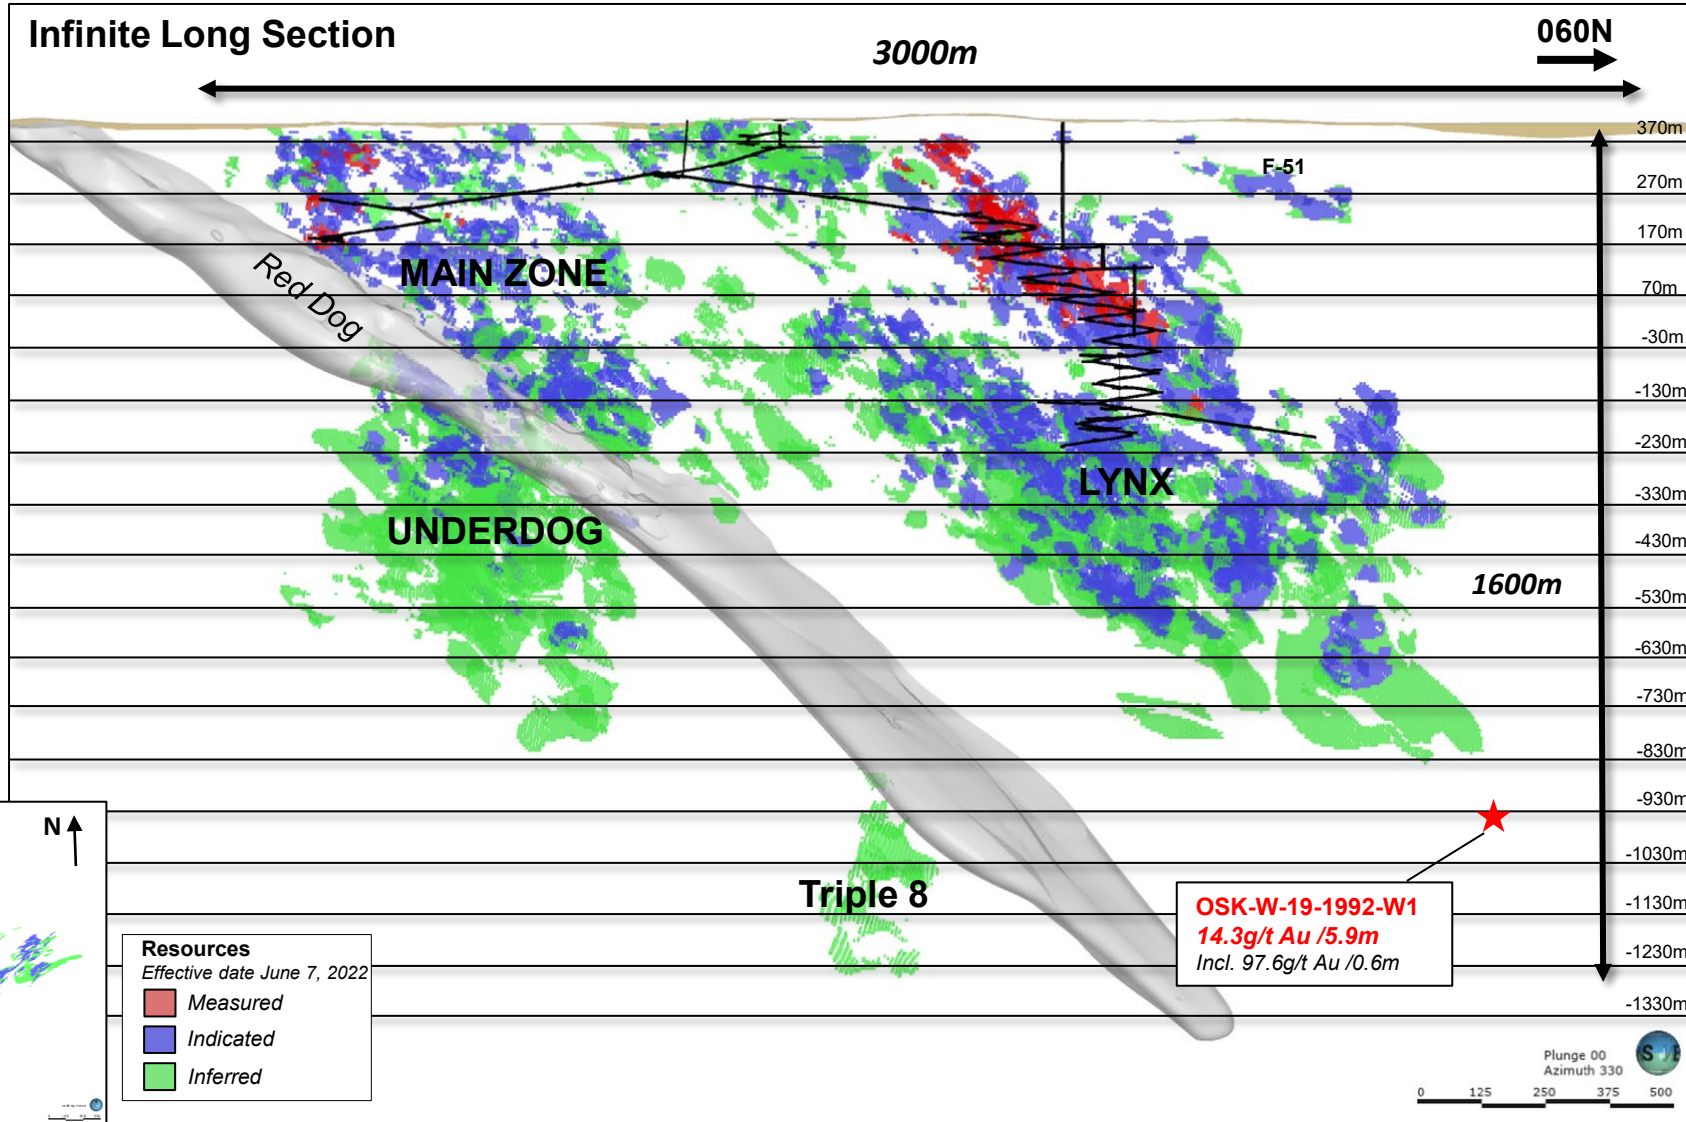 Infinite Long Section
3000m
060N
370m
F-51
270m
170m
MAIN ZONE
Red Dog
70m
-30m
-130m
-230m
LYNX
-330m
UNDERDOG
-430m
1600m
-530m
-630m
-730m
-830m
-930m
N
-1030m
Triple 8
-1130m
OSK-W-19-1992-W1
14.3g/t Au /5.9m
Incl. 97.6g/t Au /0.6m
-1230m
-1330m
Resources
Effective date June 7, 2022
Measured
Indicated
Inferred
Plunge 00
Azimuth 330
S
0 125 250 375 500